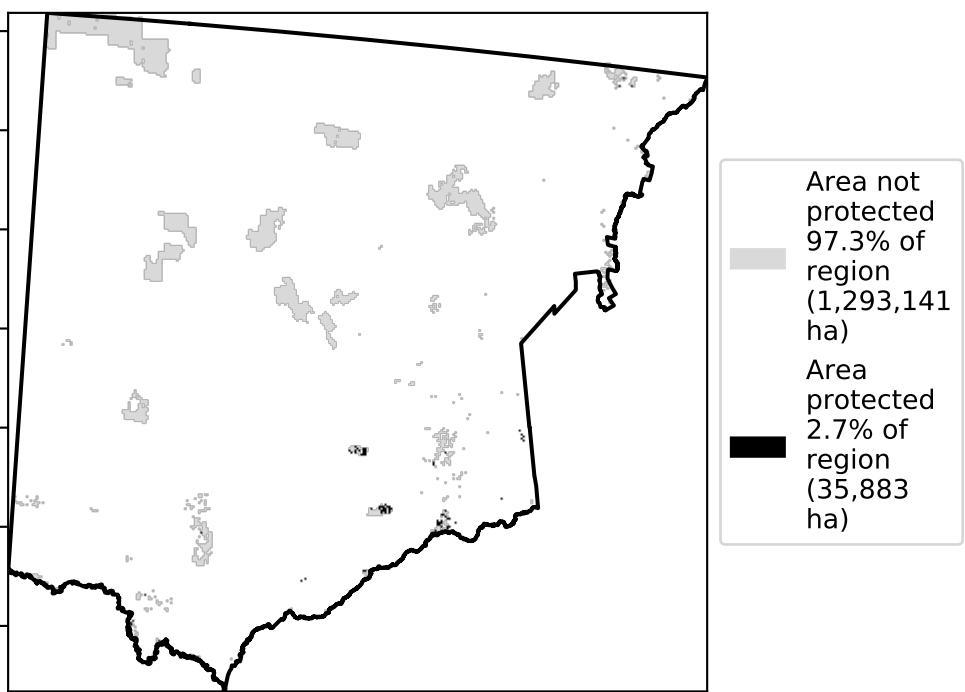 Area not
protected
97.3% of
region
(1,293,141
ha)
Area
protected
2.7% of
region
(35,883
ha)